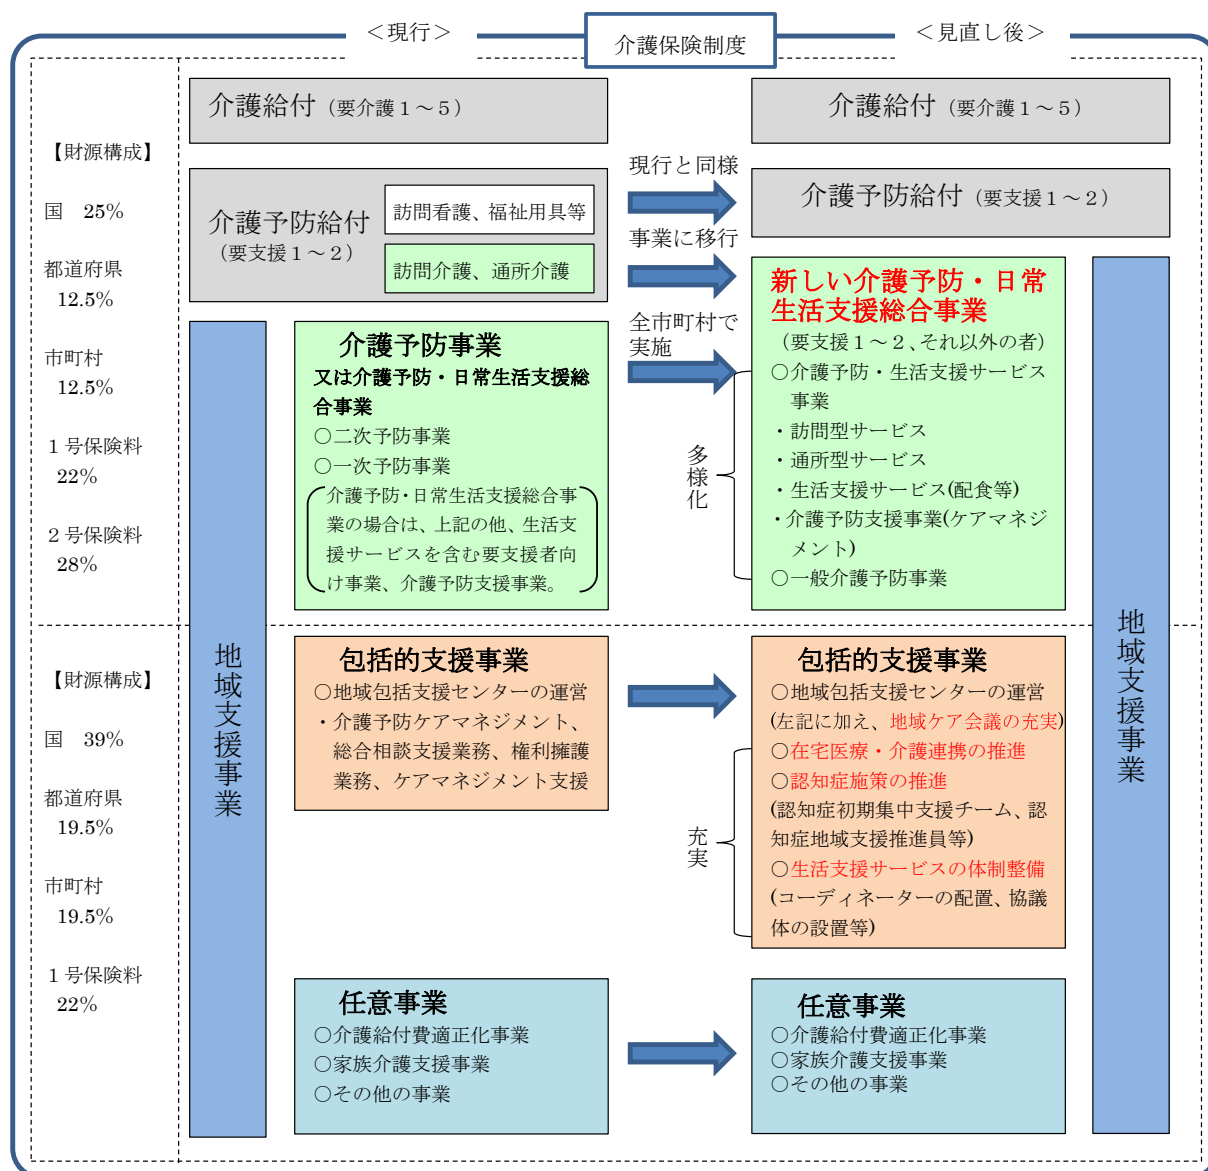 ＜現行＞
介護保険制度
＜見直し後＞
【財源構成】
国　25%
都道府県
12.5%
市町村
12.5%
１号保険料
22%
２号保険料
28%
【財源構成】
国　39%
都道府県
19.5%
市町村
19.5%
１号保険料
22%
介護給付（要介護１～５）
介護予防給付
（要支援１～２）
訪問看護、福祉用具等
訪問介護、通所介護
地域支援事業
介護予防事業
又は介護予防・日常生活支援総
合事業
○二次予防事業
○一次予防事業
介護予防・日常生活支援総合事
業の場合は、上記の他、生活支
援サービスを含む要支援者向
け事業、介護予防支援事業。
包括的支援事業
○地域包括支援センターの運営
・介護予防ケアマネジメント、
総合相談支援業務、権利擁護
業務、ケアマネジメント支援
任意事業
○介護給付費適正化事業
○家族介護支援事業
○その他の事業
現行と同様
事業に移行
全市町村で
実施
多様化
充実
介護給付（要介護１～５）
介護予防給付（要支援１～２）
新しい介護予防・日常
生活支援総合事業
（要支援１～２、それ以外の者）
○介護予防・生活支援サービス
事業
・訪問型サービス
・通所型サービス
・生活支援サービス(配食等)
・介護予防支援事業(ケアマネジ
メント)
○一般介護予防事業
包括的支援事業
○地域包括支援センターの運営
(左記に加え、地域ケア会議の充実)
○在宅医療・介護連携の推進
○認知症施策の推進
(認知症初期集中支援チーム、認
知症地域支援推進員等)
○生活支援サービスの体制整備
(コーディネーターの配置、協議
体の設置等)
任意事業
○介護給付費適正化事業
○家族介護支援事業
○その他の事業
地域支援事業